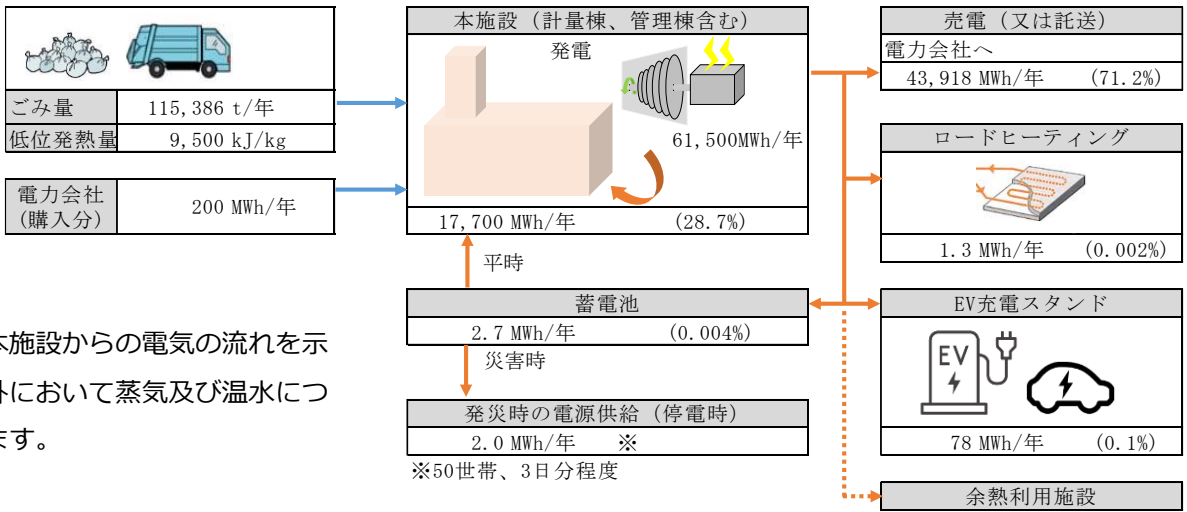 ごみ量 115,386 t/年
低位発熱量 9,500 kJ/kg
電力会社
(購入分) 200 MWh/年
本施設（計量棟、管理棟含む）
発電
61,500MWh/年
17,700 MWh/年 (28.7%)
平時
蓄電池
2.7 MWh/年 (0.004%)
災害時
発災時の電源供給（停電時）
2.0 MWh/年 ※
※50世帯、3日分程度
売電（又は託送）
電力会社へ
43,918 MWh/年 (71.2%)
ロードヒーティング
1.3 MWh/年 (0.002%)
EV充電スタンド
EV
78 MWh/年 (0.1%)
余熱利用施設
本施設からの電気の流れを示
外において蒸気及び温水につ
ます。